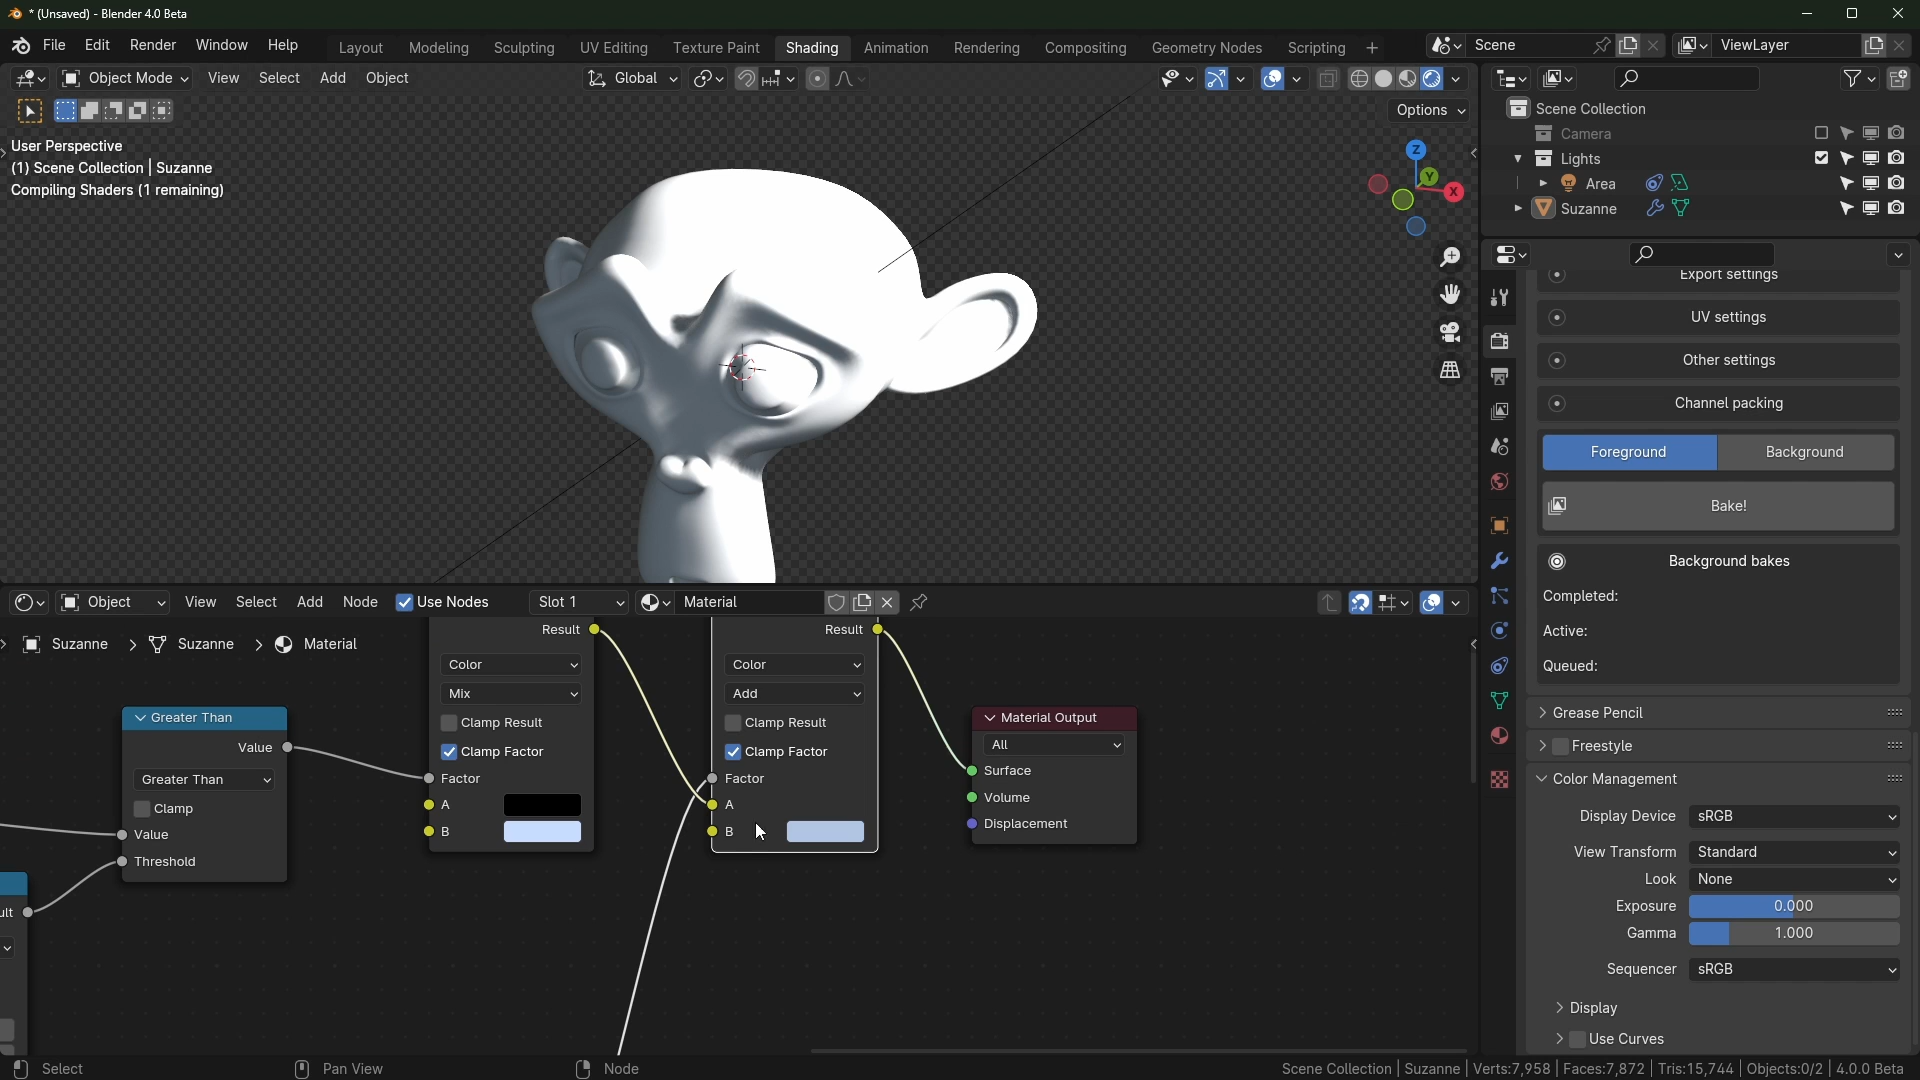 * (Unsaved) - Blender 4.0 Beta
File Edit Render Window Help Layout Modeling Sculpting UV Editing Texture Paint Shading Animation Rendering Compositing Geometry Nodes Scripting + Scene ViewLayer
Object Mode View Select Add Object Global
Options
User Perspective
(1) Scene Collection | Suzanne
Compiling Shaders (1 remaining)
Z
Y
X
Scene Collection
Camera
Lights
Area
Suzanne
Export settings
UV settings
Other settings
Channel packing
Foreground Background
Bake!
Background bakes
Completed:
Active:
Queued:
Grease Pencil
Freestyle
Color Management
Display Device sRGB
View Transform Standard
Look None
Exposure 0.000
Gamma 1.000
Sequencer sRGB
Display
Use Curves
Object View Select Add Node Use Nodes Slot 1 Material
Suzanne > Suzanne > Material
ult
Greater Than
Value
Greater Than
Clamp
Value
Threshold
Result
Color
Mix
Clamp Result
Clamp Factor
Factor
A
B
Result
Color
Add
Clamp Result
Clamp Factor
Factor
A
B
Material Output
All
Surface
Volume
Displacement
Select Pan View Node Scene Collection | Suzanne | Verts:7,958 | Faces:7,872 | Tris:15,744 | Objects:0/2 | 4.0.0 Beta